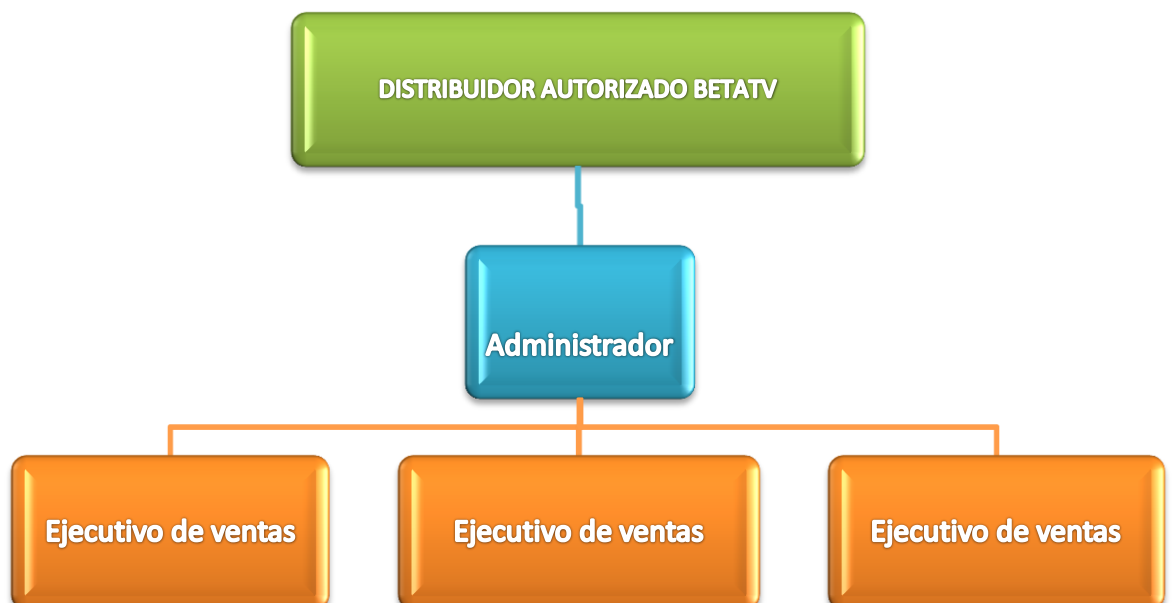 DISTRIBUIDOR AUTORIZADO BETATV
Administrador
Ejecutivo de ventas
Ejecutivo de ventas
Ejecutivo de ventas